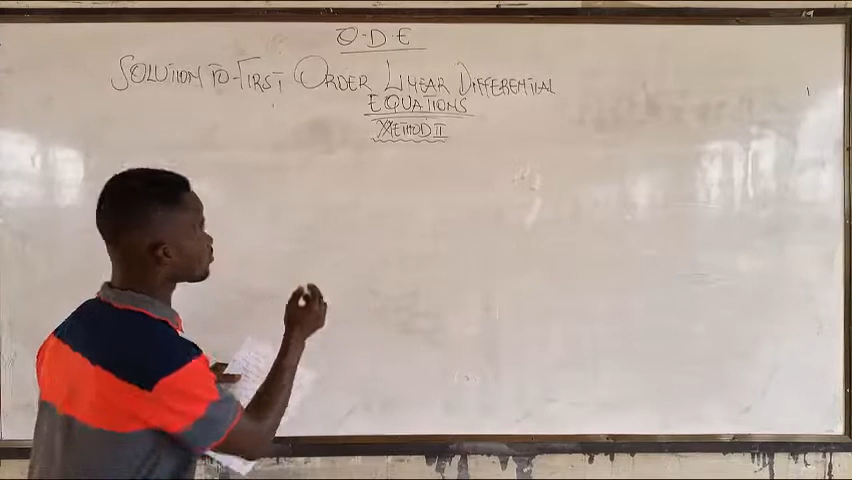 O.D.E
SOLUTION TO FIRST ORDER LINEAR DIFFERENTIAL
EQUATIONS
METHOD II